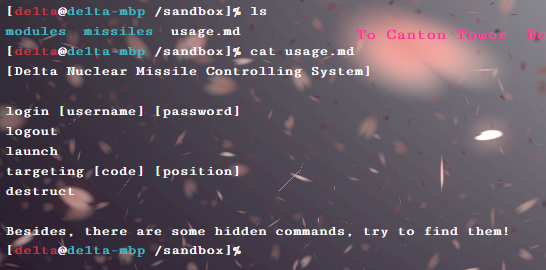 [de1ta@de1ta-mbp /sandbox]% ls
modules  missiles  usage.md
To Canton Tower
[de1ta@de1ta-mbp /sandbox]% cat usage.md
[De1ta Nuclear Missile Controlling System]
login [username] [password]
logout
launch
targeting [code] [position]
destruct
Besides, there are some hidden commands, try to find them!
[de1ta@de1ta-mbp /sandbox]%